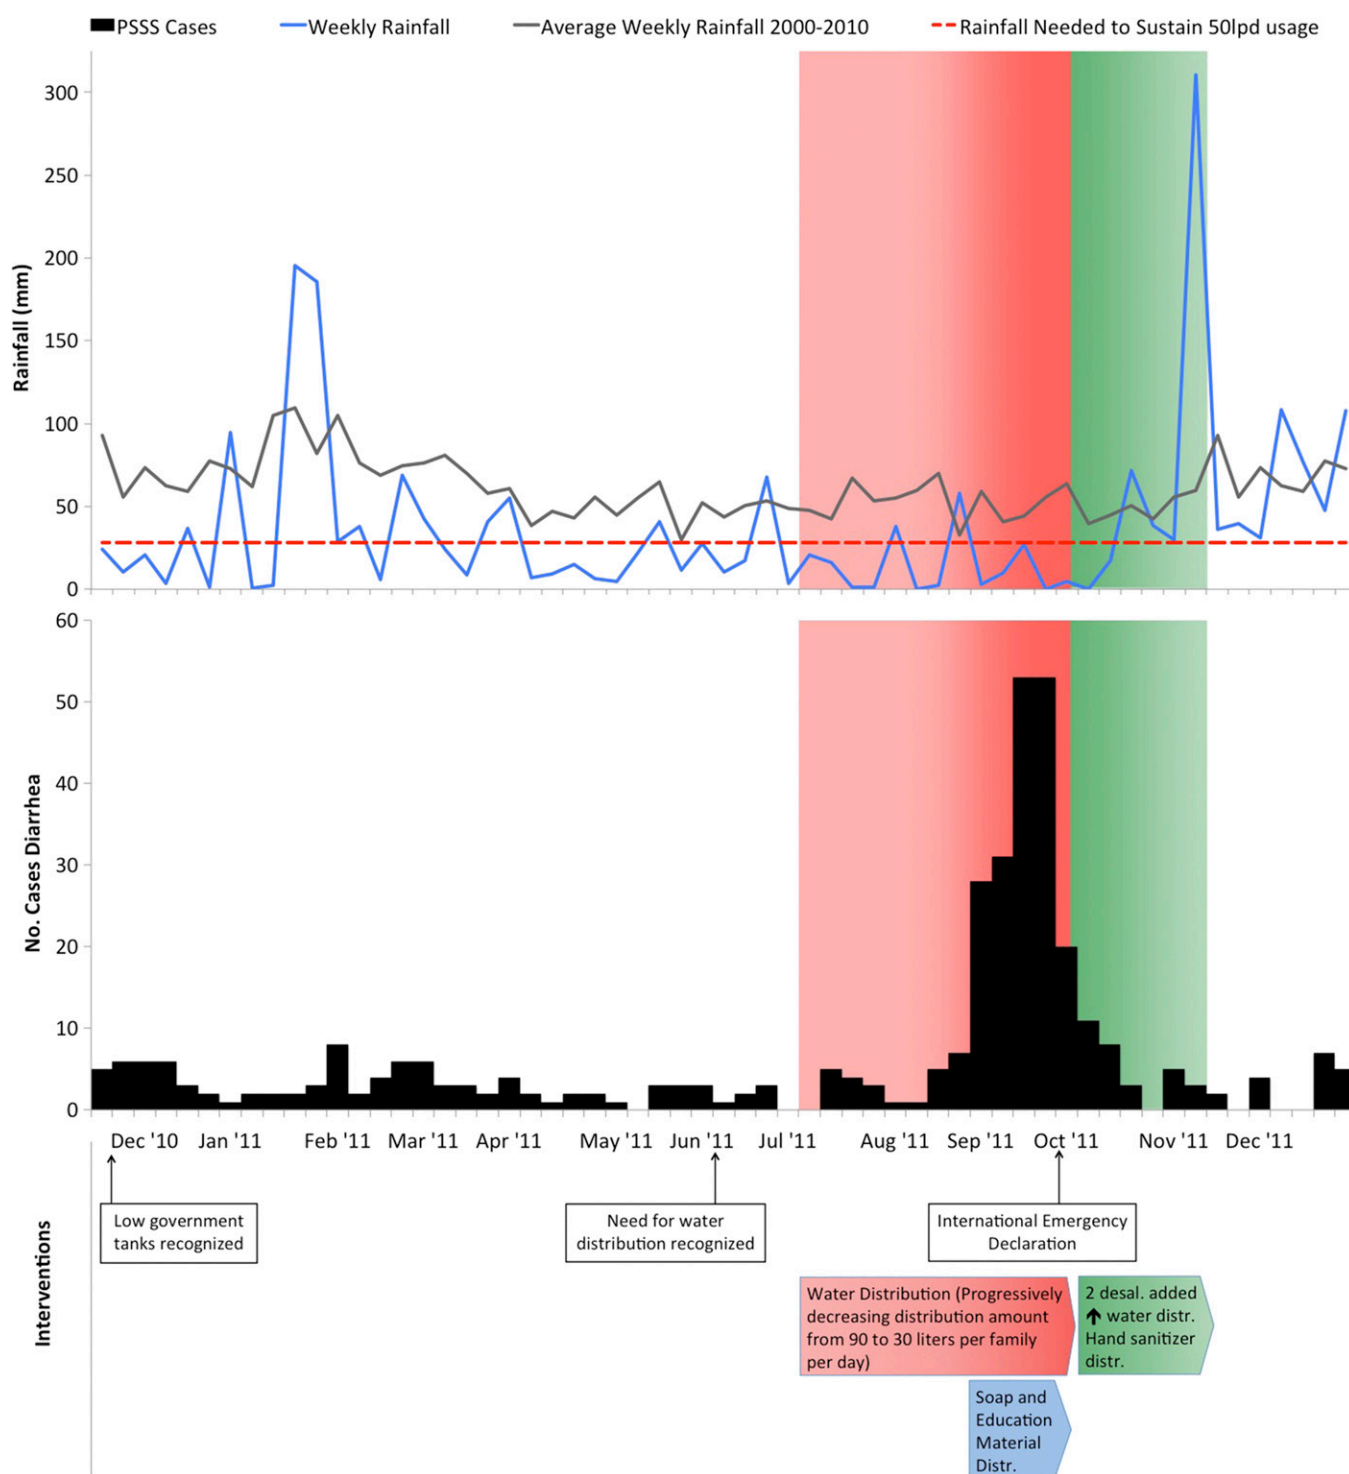 PSSS Cases Weekly Rainfall Average Weekly Rainfall 2000-2010 Rainfall Needed to Sustain 50lpd usage
Rainfall (mm)
300
250
200
150
100
50
0
No. Cases Diarrhea
60
50
40
30
20
10
0
Dec '10 Jan '11 Feb '11 Mar '11 Apr '11 May '11 Jun '11 Jul '11 Aug '11 Sep '11 Oct '11 Nov '11 Dec '11
Interventions
Low government
tanks recognized
Need for water
distribution recognized
International Emergency
Declaration
Water Distribution (Progressively
decreasing distribution amount
from 90 to 30 liters per family
per day)
2 desal. added
↑ water distr.
Hand sanitizer
distr.
Soap and
Education
Material
Distr.